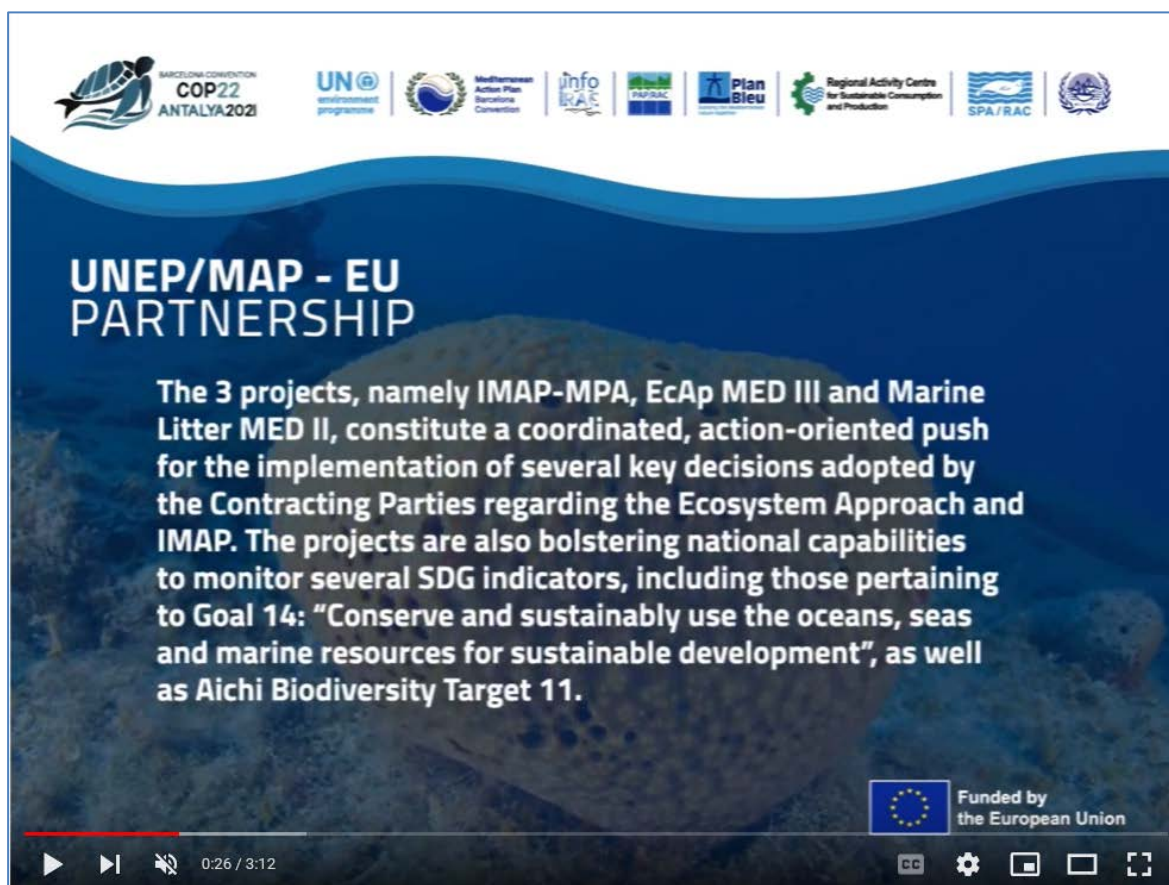 BARCELONA CONVENTION
COP22
ANTALYA2021
UN
environment
programme
Mediterranean
Action Plan
Barcelona
Convention
info
RAC
PAP/RAC
Plan
Bleu
Regional Activity Centre
for Sustainable Consumption
and Production
SPA/RAC
UNEP/MAP - EU
PARTNERSHIP
The 3 projects, namely IMAP-MPA, EcAp MED III and Marine
Litter MED II, constitute a coordinated, action-oriented push
for the implementation of several key decisions adopted by
the Contracting Parties regarding the Ecosystem Approach and
IMAP. The projects are also bolstering national capabilities
to monitor several SDG indicators, including those pertaining
to Goal 14: “Conserve and sustainably use the oceans, seas
and marine resources for sustainable development”, as well
as Aichi Biodiversity Target 11.
Funded by
the European Union
0:26 / 3:12
CC